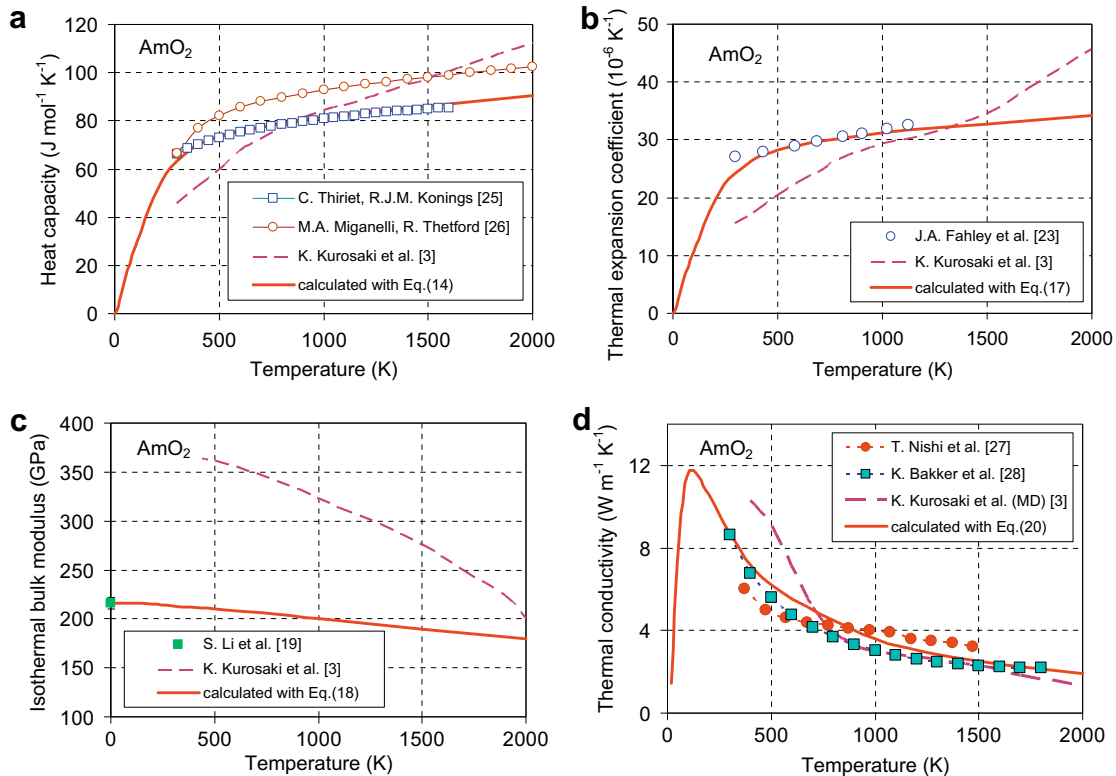 a
AmO2
Heat capacity (J mol-1 K-1)
120
100
80
60
40
20
0
C. Thiriet, R.J.M. Konings [25]
M.A. Miganelli, R. Thetford [26]
K. Kurosaki et al. [3]
calculated with Eq.(14)
0 500 1000 1500 2000
Temperature (K)
b
AmO2
Thermal expansion coefficient (10-6 K-1)
50
40
30
20
10
0
J.A. Fahley et al. [23]
K. Kurosaki et al. [3]
calculated with Eq.(17)
0 500 1000 1500 2000
Temperature (K)
c
AmO2
Isothermal bulk modulus (GPa)
400
350
300
250
200
150
100
S. Li et al. [19]
K. Kurosaki et al. [3]
calculated with Eq.(18)
0 500 1000 1500 2000
Temperature (K)
d
AmO2
Thermal conductivity (W m-1 K-1)
12
8
4
0
T. Nishi et al. [27]
K. Bakker et al. [28]
K. Kurosaki et al. (MD) [3]
calculated with Eq.(20)
0 500 1000 1500 2000
Temperature (K)